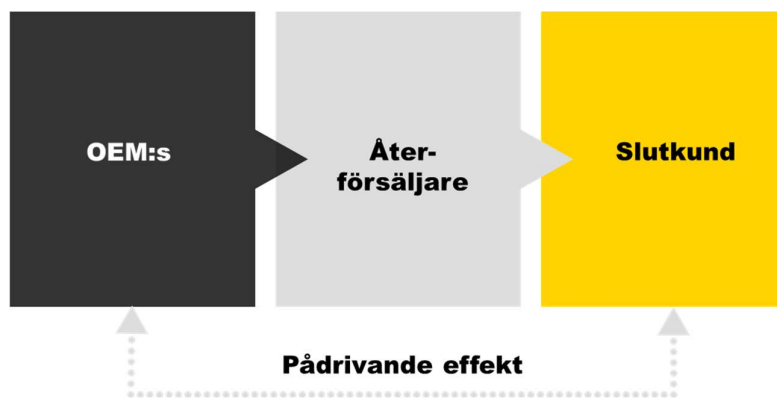 OEM:s
Åter-
försäljare
Slutkund
Pådrivande effekt